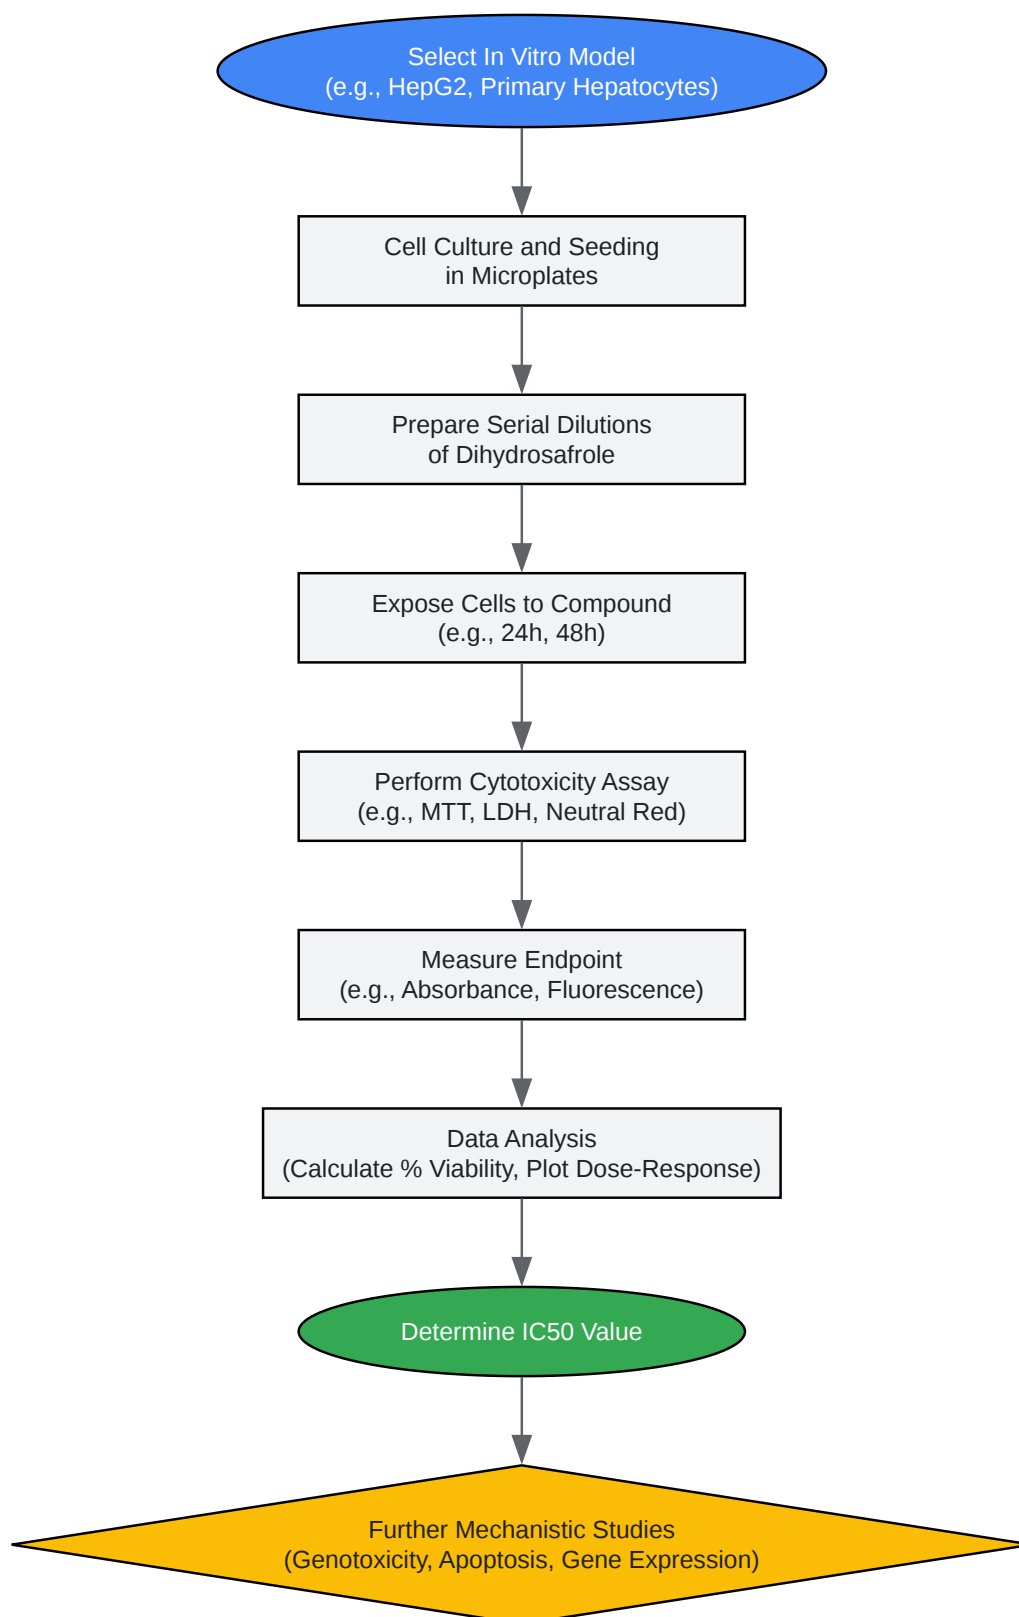 Select In Vitro Model
(e.g., HepG2, Primary Hepatocytes)
Cell Culture and Seeding
in Microplates
Prepare Serial Dilutions
of Dihydrosafrole
Expose Cells to Compound
(e.g., 24h, 48h)
Perform Cytotoxicity Assay
(e.g., MTT, LDH, Neutral Red)
Measure Endpoint
(e.g., Absorbance, Fluorescence)
Data Analysis
(Calculate % Viability, Plot Dose-Response)
Determine IC50 Value
Further Mechanistic Studies
(Genotoxicity, Apoptosis, Gene Expression)